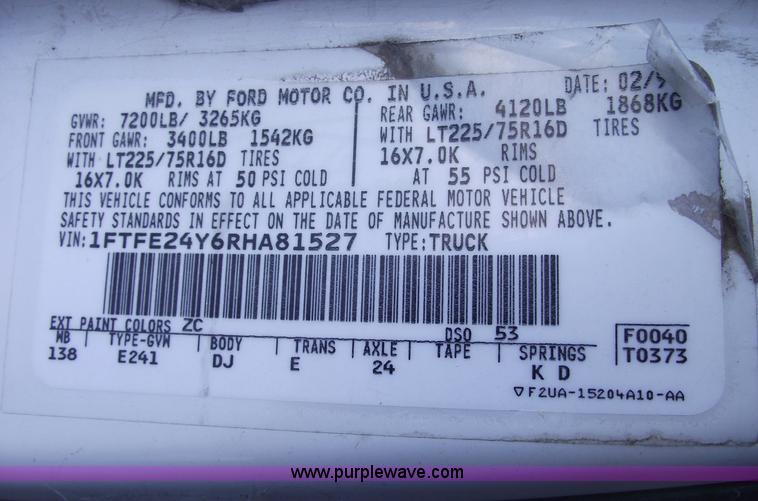 MFD. BY FORD MOTOR CO. IN U.S.A.
DATE: 02/
GVWR: 7200LB/ 3265KG
FRONT GAWR: 3400LB 1542KG
WITH LT225/75R16D TIRES
16X7.0K RIMS AT 50 PSI COLD
REAR GAWR: 4120LB 1868KG
WITH LT225/75R16D TIRES
16X7.0K RIMS
AT 55 PSI COLD
THIS VEHICLE CONFORMS TO ALL APPLICABLE FEDERAL MOTOR VEHICLE
SAFETY STANDARDS IN EFFECT ON THE DATE OF MANUFACTURE SHOWN ABOVE.
VIN: 1FTFE24Y6RHA81527 TYPE: TRUCK
EXT PAINT COLORS ZC DSO 53
WB TYPE-GVW BODY TRANS AXLE TAPE SPRINGS
138 E241 DJ E 24 K D
F0040
T0373
▽ F2UA-15204A10-AA
www.purplewave.com